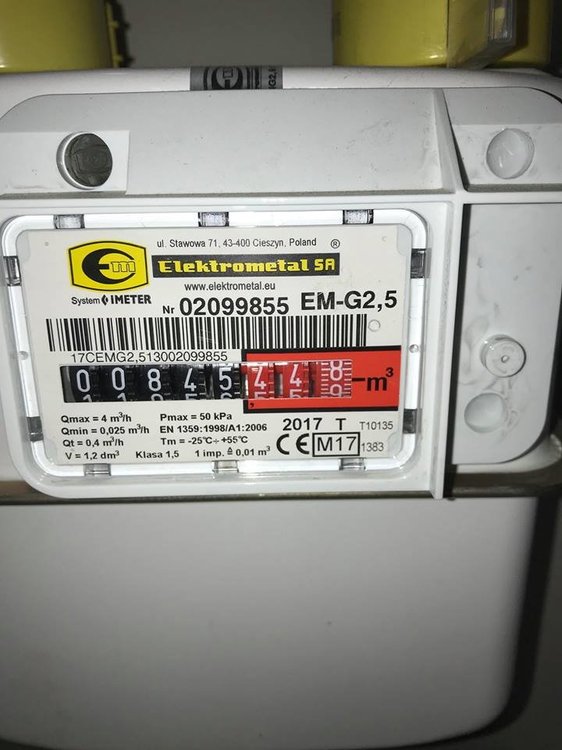 ul. Stawowa 71, 43-400 Cieszyn, Poland ®
em Elektrometal SA
www.elektrometal.eu
System IMETER
Nr 02099855 EM-G2,5
17CEMG2,513002099855
00845,448 m³
Qmax = 4 m³/h Pmax = 50 kPa
Qmin = 0,025 m³/h EN 1359:1998/A1:2006 2017 T T10135
Qt = 0,4 m³/h Tm = -25°C÷ +55°C CE M17 1383
V = 1,2 dm³ Klasa 1,5 1 imp. ≙ 0,01 m³